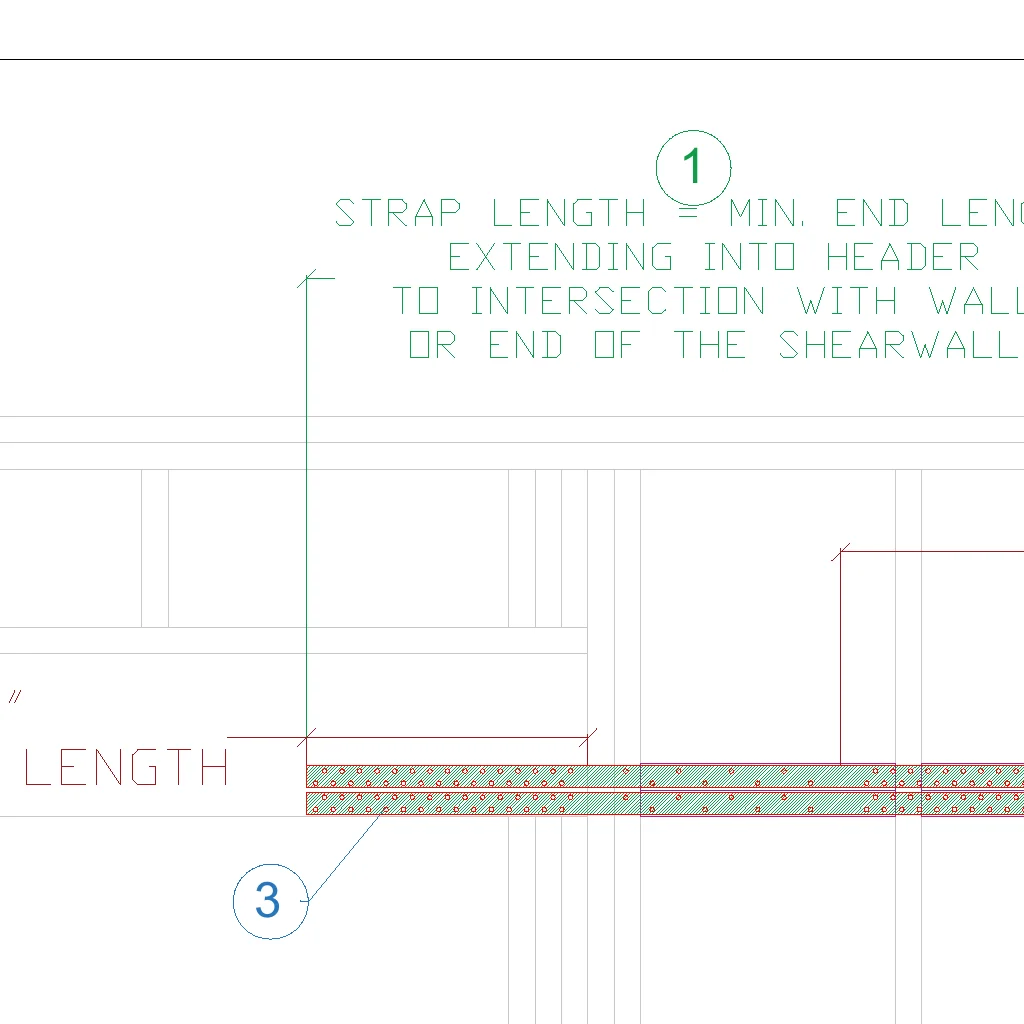 1
STRAP LENGTH = MIN. END
EXTENDING INTO HEADER
TO INTERSECTION WITH WALL
OR END OF THE SHEARWALL
"
LENGTH
3